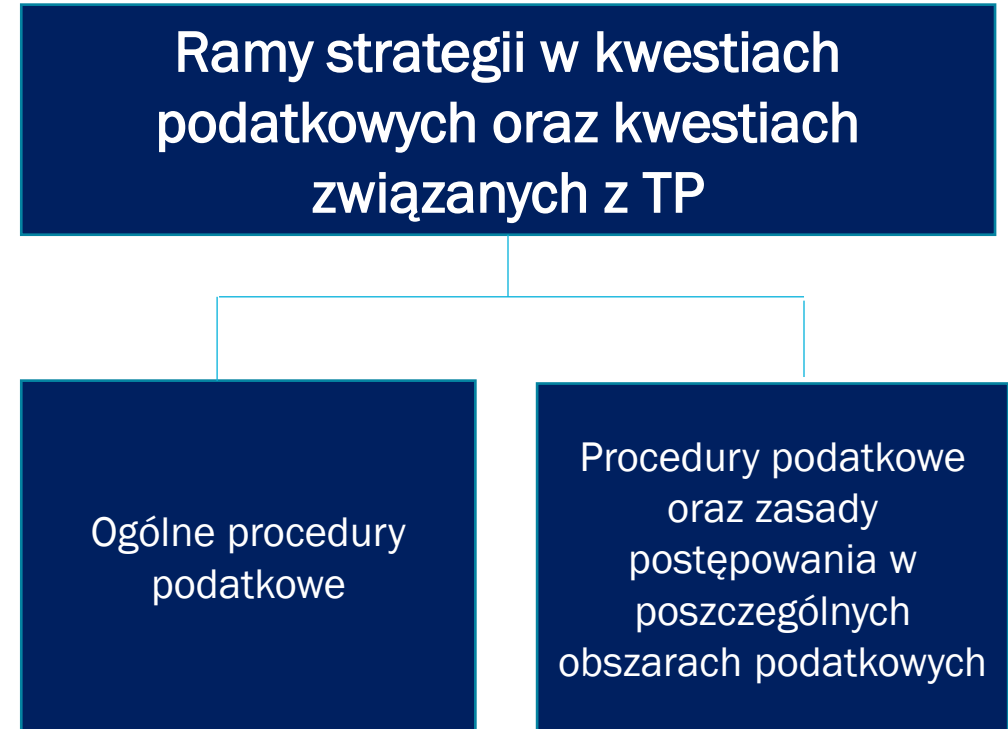 Ramy strategii w kwestiach
podatkowych oraz kwestiach
związanych z TP
Ogólne procedury
podatkowe
Procedury podatkowe
oraz zasady
postępowania w
poszczególnych
obszarach podatkowych